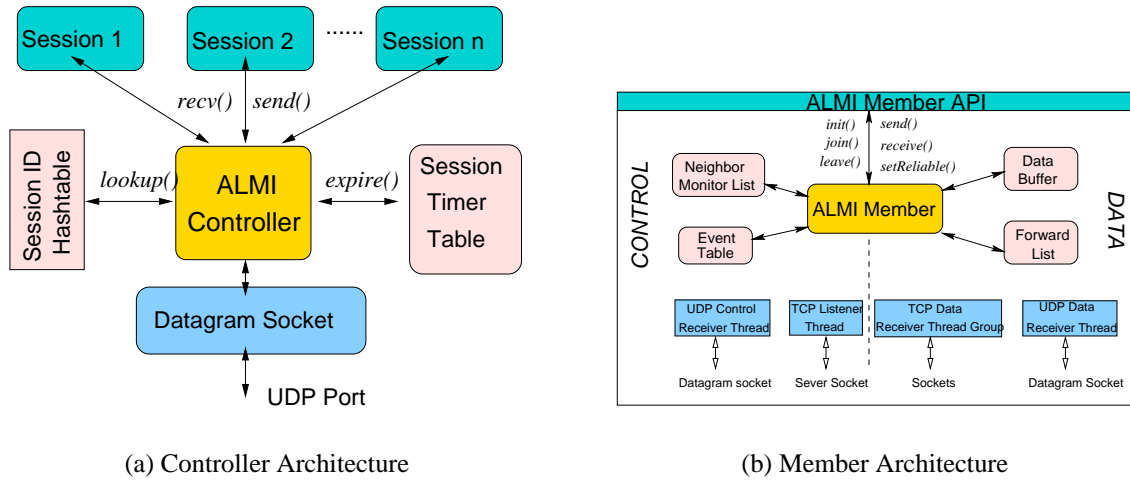 Session 1
Session 2
......
Session n
recv()
send()
Session ID
Hashtable
lookup()
ALMI
Controller
expire()
Session
Timer
Table
Datagram Socket
UDP Port
(a) Controller Architecture
ALMI Member API
init()
join()
leave()
send()
receive()
setReliable()
CONTROL
DATA
Neighbor
Monitor List
Data
Buffer
ALMI Member
Event
Table
Forward
List
UDP Control
Receiver Thread
TCP Listener
Thread
TCP Data
Receiver Thread Group
UDP Data
Receiver Thread
Datagram socket
Sever Socket
Sockets
Datagram Socket
(b) Member Architecture